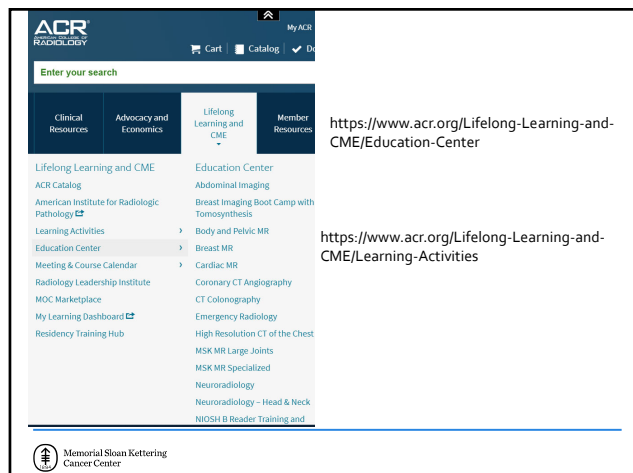 ACR®
AMERICAN COLLEGE OF
RADIOLOGY
My ACR
Cart
Catalog
Enter your search
Clinical
Resources
Advocacy and
Economics
Lifelong
Learning and
CME
Member
Resources
Lifelong Learning and CME
ACR Catalog
American Institute for Radiologic
Pathology
Learning Activities
Education Center
Meeting & Course Calendar
Radiology Leadership Institute
MOC Marketplace
My Learning Dashboard
Residency Training Hub
Education Center
Abdominal Imaging
Breast Imaging Boot Camp with
Tomosynthesis
Body and Pelvic MR
Breast MR
Cardiac MR
Coronary CT Angiography
CT Colonography
Emergency Radiology
High Resolution CT of the Chest
MSK MR Large Joints
MSK MR Specialized
Neuroradiology
Neuroradiology – Head & Neck
NIOSH B Reader Training and
https://www.acr.org/Lifelong-Learning-and-
CME/Education-Center
https://www.acr.org/Lifelong-Learning-and-
CME/Learning-Activities
Memorial Sloan Kettering
Cancer Center